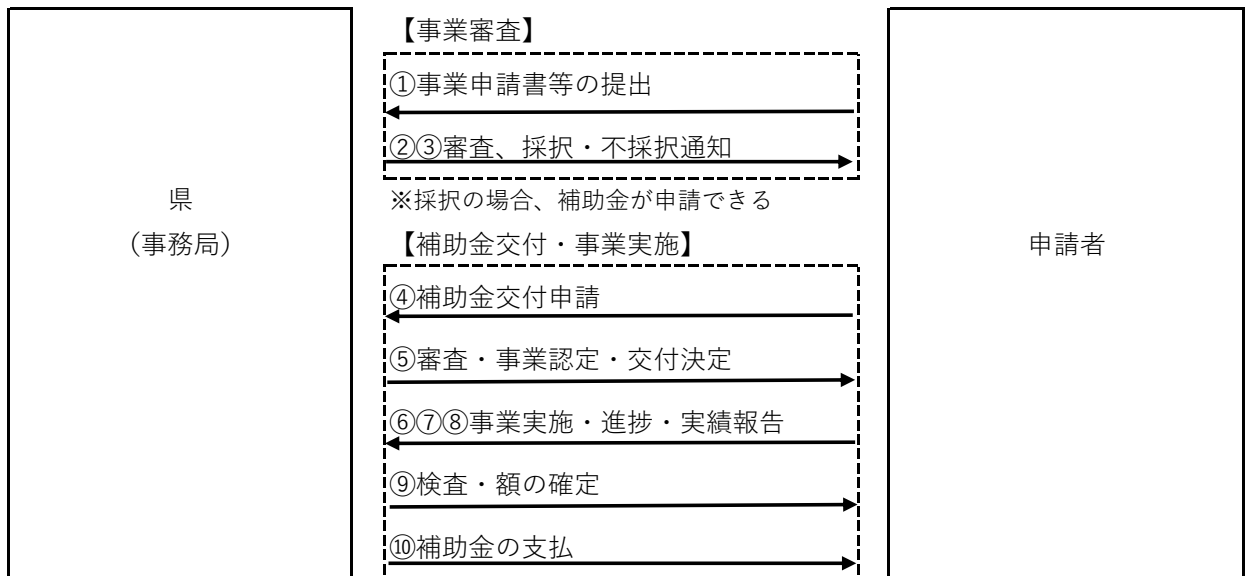 【事業審査】
①事業申請書等の提出
②③審査、採択・不採択通知
※採択の場合、補助金が申請できる
県
（事務局）
【補助金交付・事業実施】
④補助金交付申請
⑤審査・事業認定・交付決定
⑥⑦⑧事業実施・進捗・実績報告
⑨検査・額の確定
⑩補助金の支払
申請者